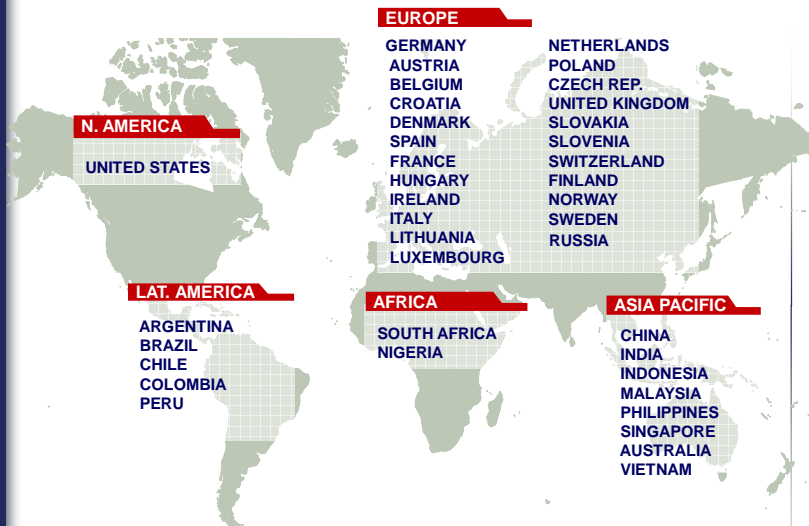 EUROPE
GERMANY
AUSTRIA
BELGIUM
CROATIA
DENMARK
SPAIN
FRANCE
HUNGARY
IRELAND
ITALY
LITHUANIA
LUXEMBOURG
NETHERLANDS
POLAND
CZECH REP.
UNITED KINGDOM
SLOVAKIA
SLOVENIA
SWITZERLAND
FINLAND
NORWAY
SWEDEN
RUSSIA
N. AMERICA
UNITED STATES
LAT. AMERICA
ARGENTINA
BRAZIL
CHILE
COLOMBIA
PERU
AFRICA
SOUTH AFRICA
NIGERIA
ASIA PACIFIC
CHINA
INDIA
INDONESIA
MALAYSIA
PHILIPPINES
SINGAPORE
AUSTRALIA
VIETNAM